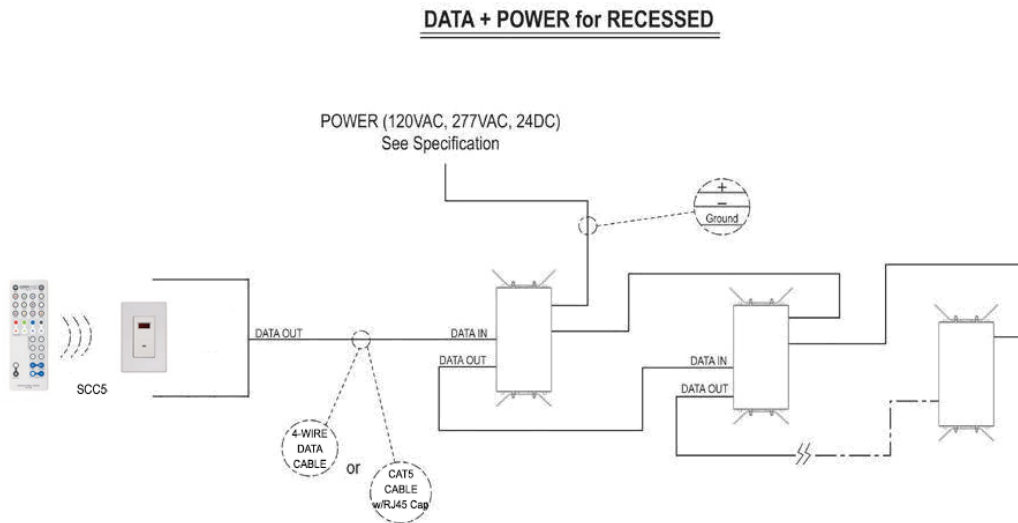 DATA + POWER for RECESSED
POWER (120VAC, 277VAC, 24DC)
See Specification
+
–
Ground
SCC5
DATA OUT
DATA IN
DATA OUT
DATA IN
DATA OUT
4-WIRE
DATA
CABLE
or
CAT5
CABLE
w/RJ45 Cap